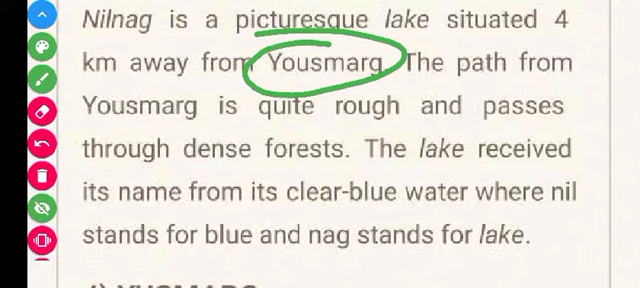 Nilnag is a picturesque lake situated 4
km away from Yousmarg. The path from
Yousmarg is quite rough and passes
through dense forests. The lake received
its name from its clear-blue water where nil
stands for blue and nag stands for lake.